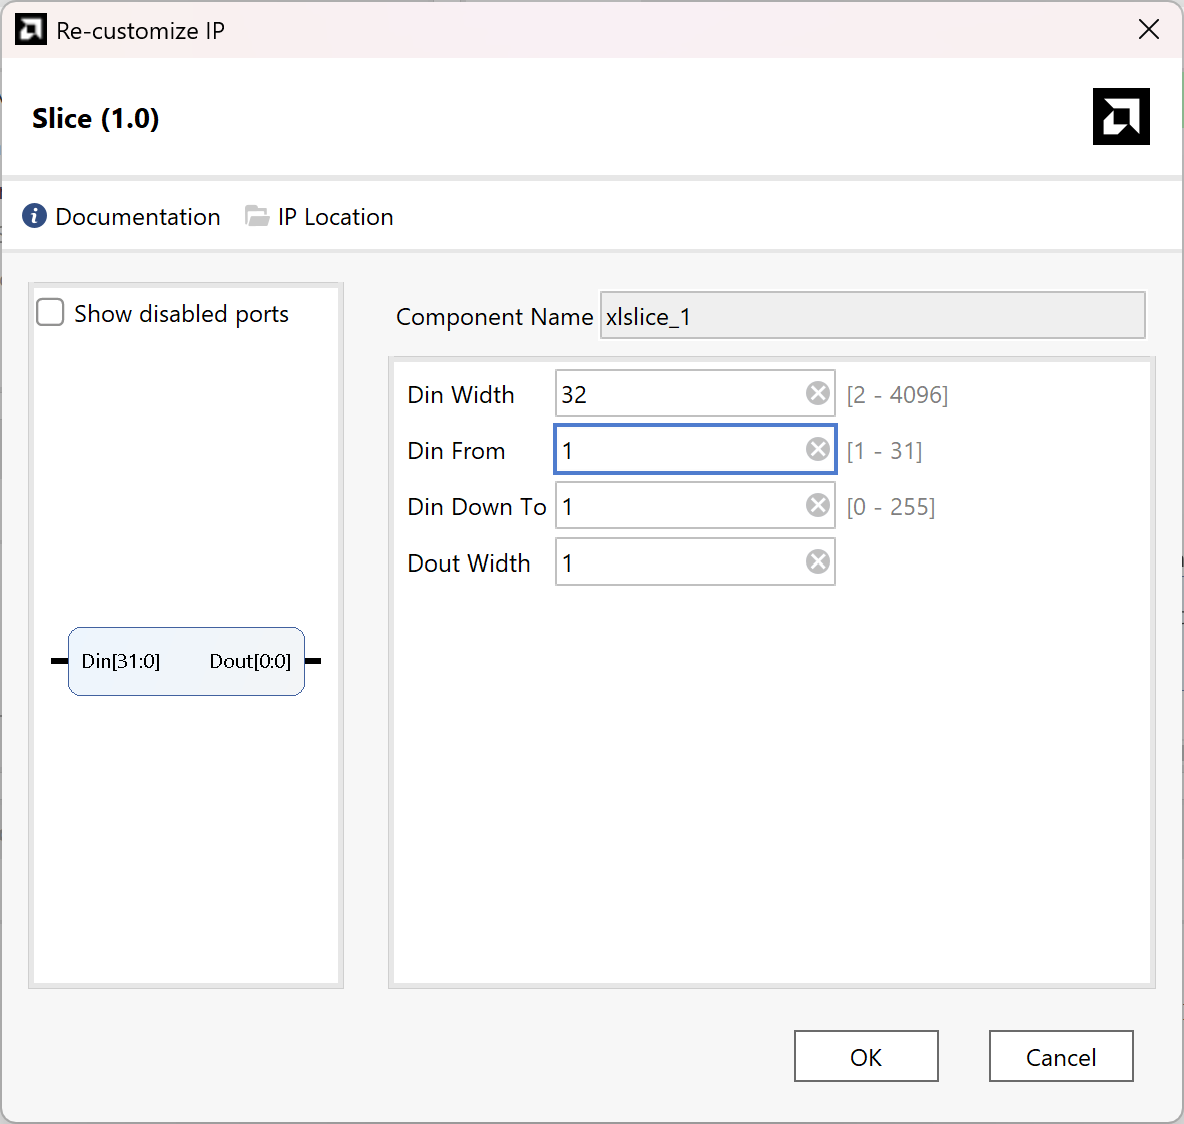 Re-customize IP
Slice (1.0)
Documentation IP Location
Show disabled ports
Component Name xlslice_1
Din Width 32 [2 - 4096]
Din From 1 [1 - 31]
Din Down To 1 [0 - 255]
Dout Width 1
Din[31:0] Dout[0:0]
OK Cancel